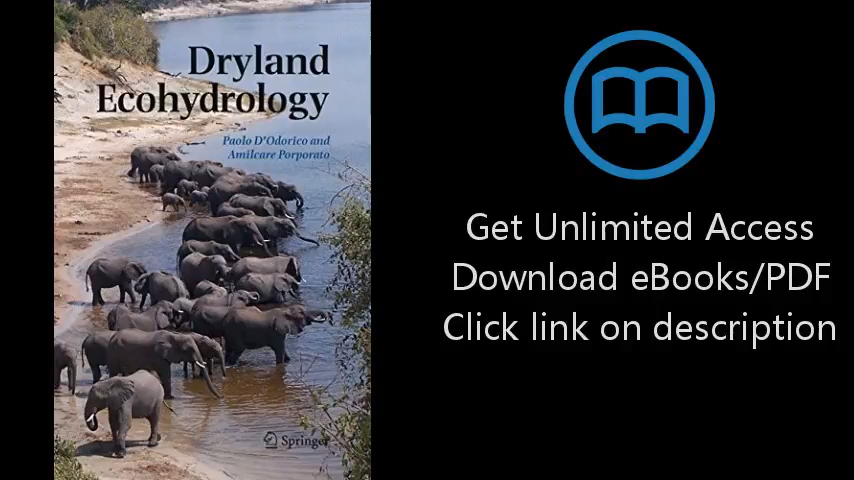 Dryland
Ecohydrology
Paolo D'Odorico and
Amilcare Porporato
Springer
Get Unlimited Access
Download eBooks/PDF
Click link on description